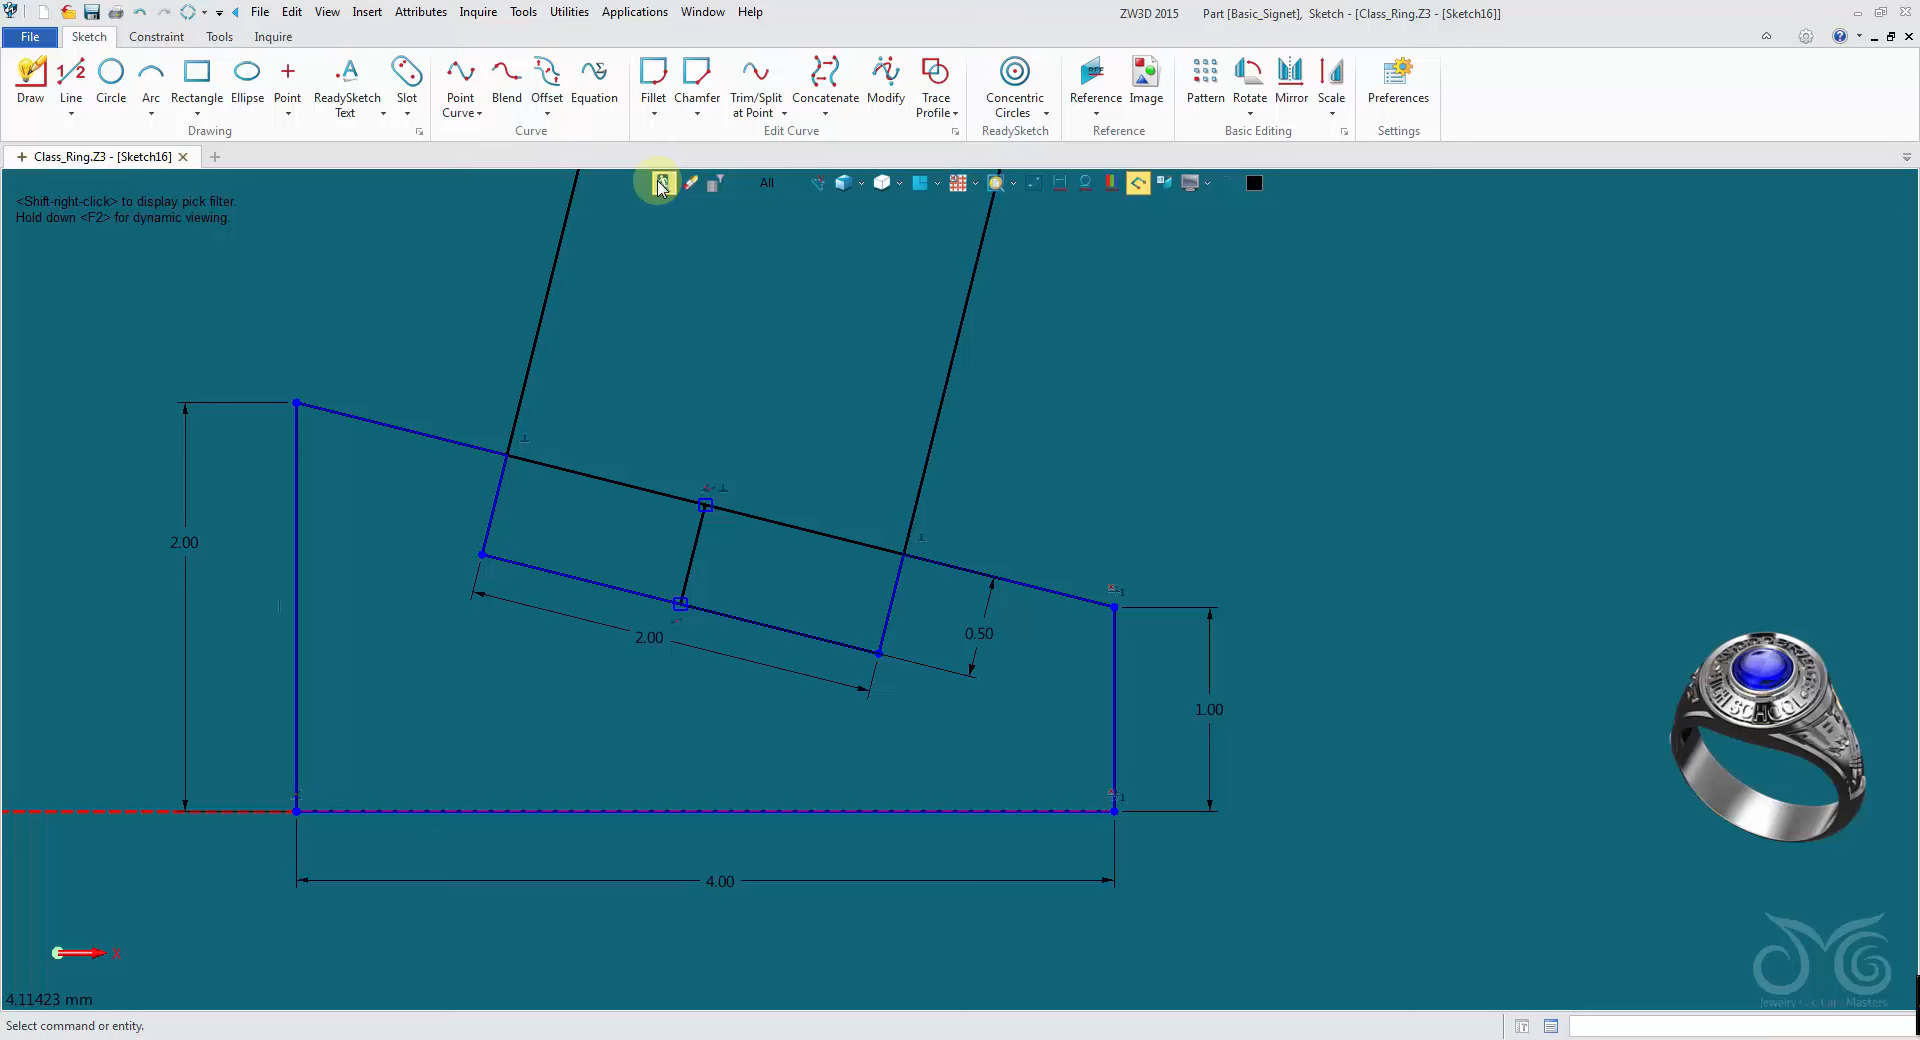 File Edit View Insert Attributes Inquire Tools Utilities Applications Window Help
ZW3D 2015 Part [Basic_Signet], Sketch - [Class_Ring.Z3 - [Sketch16]]
File Sketch Constraint Tools Inquire
Draw Line Circle Arc Rectangle Ellipse Point ReadySketch Text Slot
Drawing
Point Curve Blend Offset Equation
Curve
Fillet Chamfer Trim/Split at Point Concatenate Modify Trace Profile
Edit Curve
Concentric Circles
ReadySketch
Reference Image
Reference
Pattern Rotate Mirror Scale
Basic Editing
Preferences
Settings
Class_Ring.Z3 - [Sketch16]
All
<Shift-right-click> to display pick filter.
Hold down <F2> for dynamic viewing.
2.00
2.00
0.50
1.00
4.00
SCHOOL
X
4.11423 mm
Select command or entity.